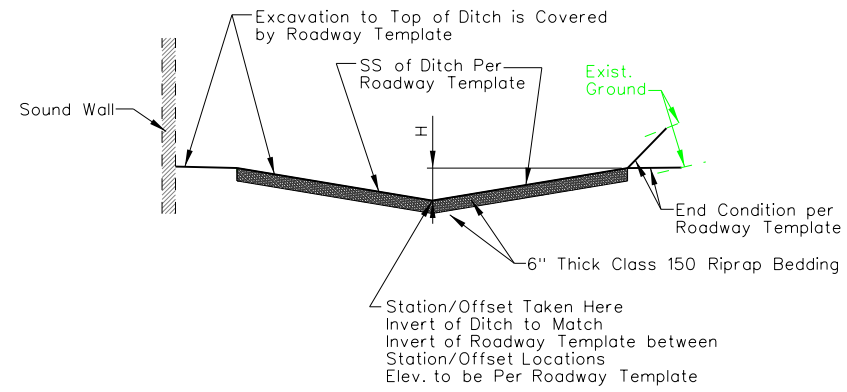 Excavation to Top of Ditch is Covered
by Roadway Template
SS of Ditch Per
Roadway Template
Exist.
Ground
Sound Wall
H
End Condition per
Roadway Template
6" Thick Class 150 Riprap Bedding
Station/Offset Taken Here
Invert of Ditch to Match
Invert of Roadway Template between
Station/Offset Locations
Elev. to be Per Roadway Template